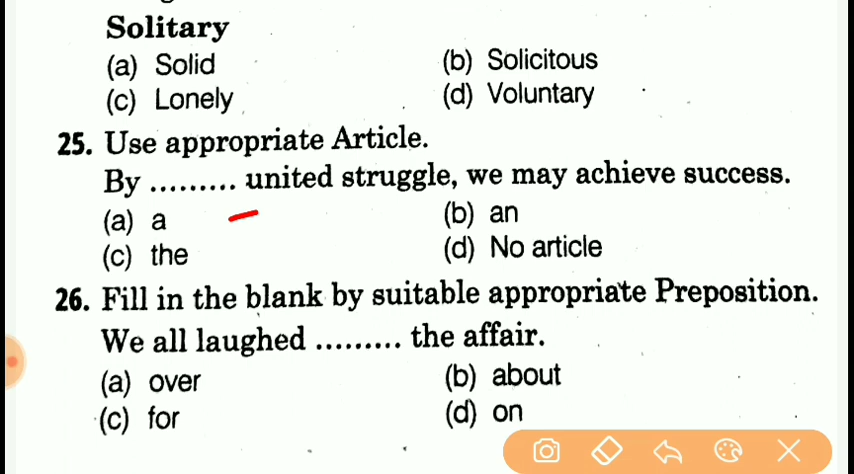 Solitary
(a) Solid (b) Solicitous
(c) Lonely (d) Voluntary
25. Use appropriate Article.
By ......... united struggle, we may achieve success.
(a) a (b) an
(c) the (d) No article
26. Fill in the blank by suitable appropriate Preposition.
We all laughed ......... the affair.
(a) over (b) about
(c) for (d) on